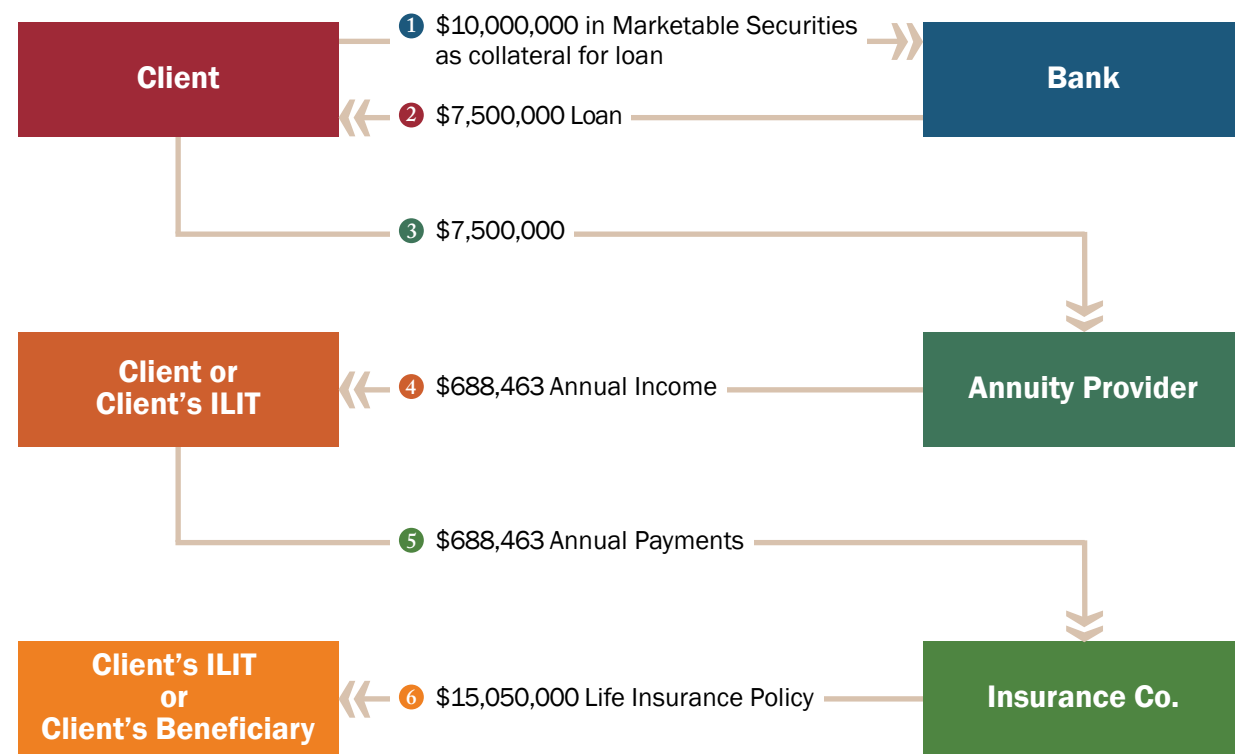 Client
1 $10,000,000 in Marketable Securities
as collateral for loan
Bank
2 $7,500,000 Loan
3 $7,500,000
Client or
Client’s ILIT
4 $688,463 Annual Income
Annuity Provider
5 $688,463 Annual Payments
Client’s ILIT
or
Client’s Beneficiary
6 $15,050,000 Life Insurance Policy
Insurance Co.